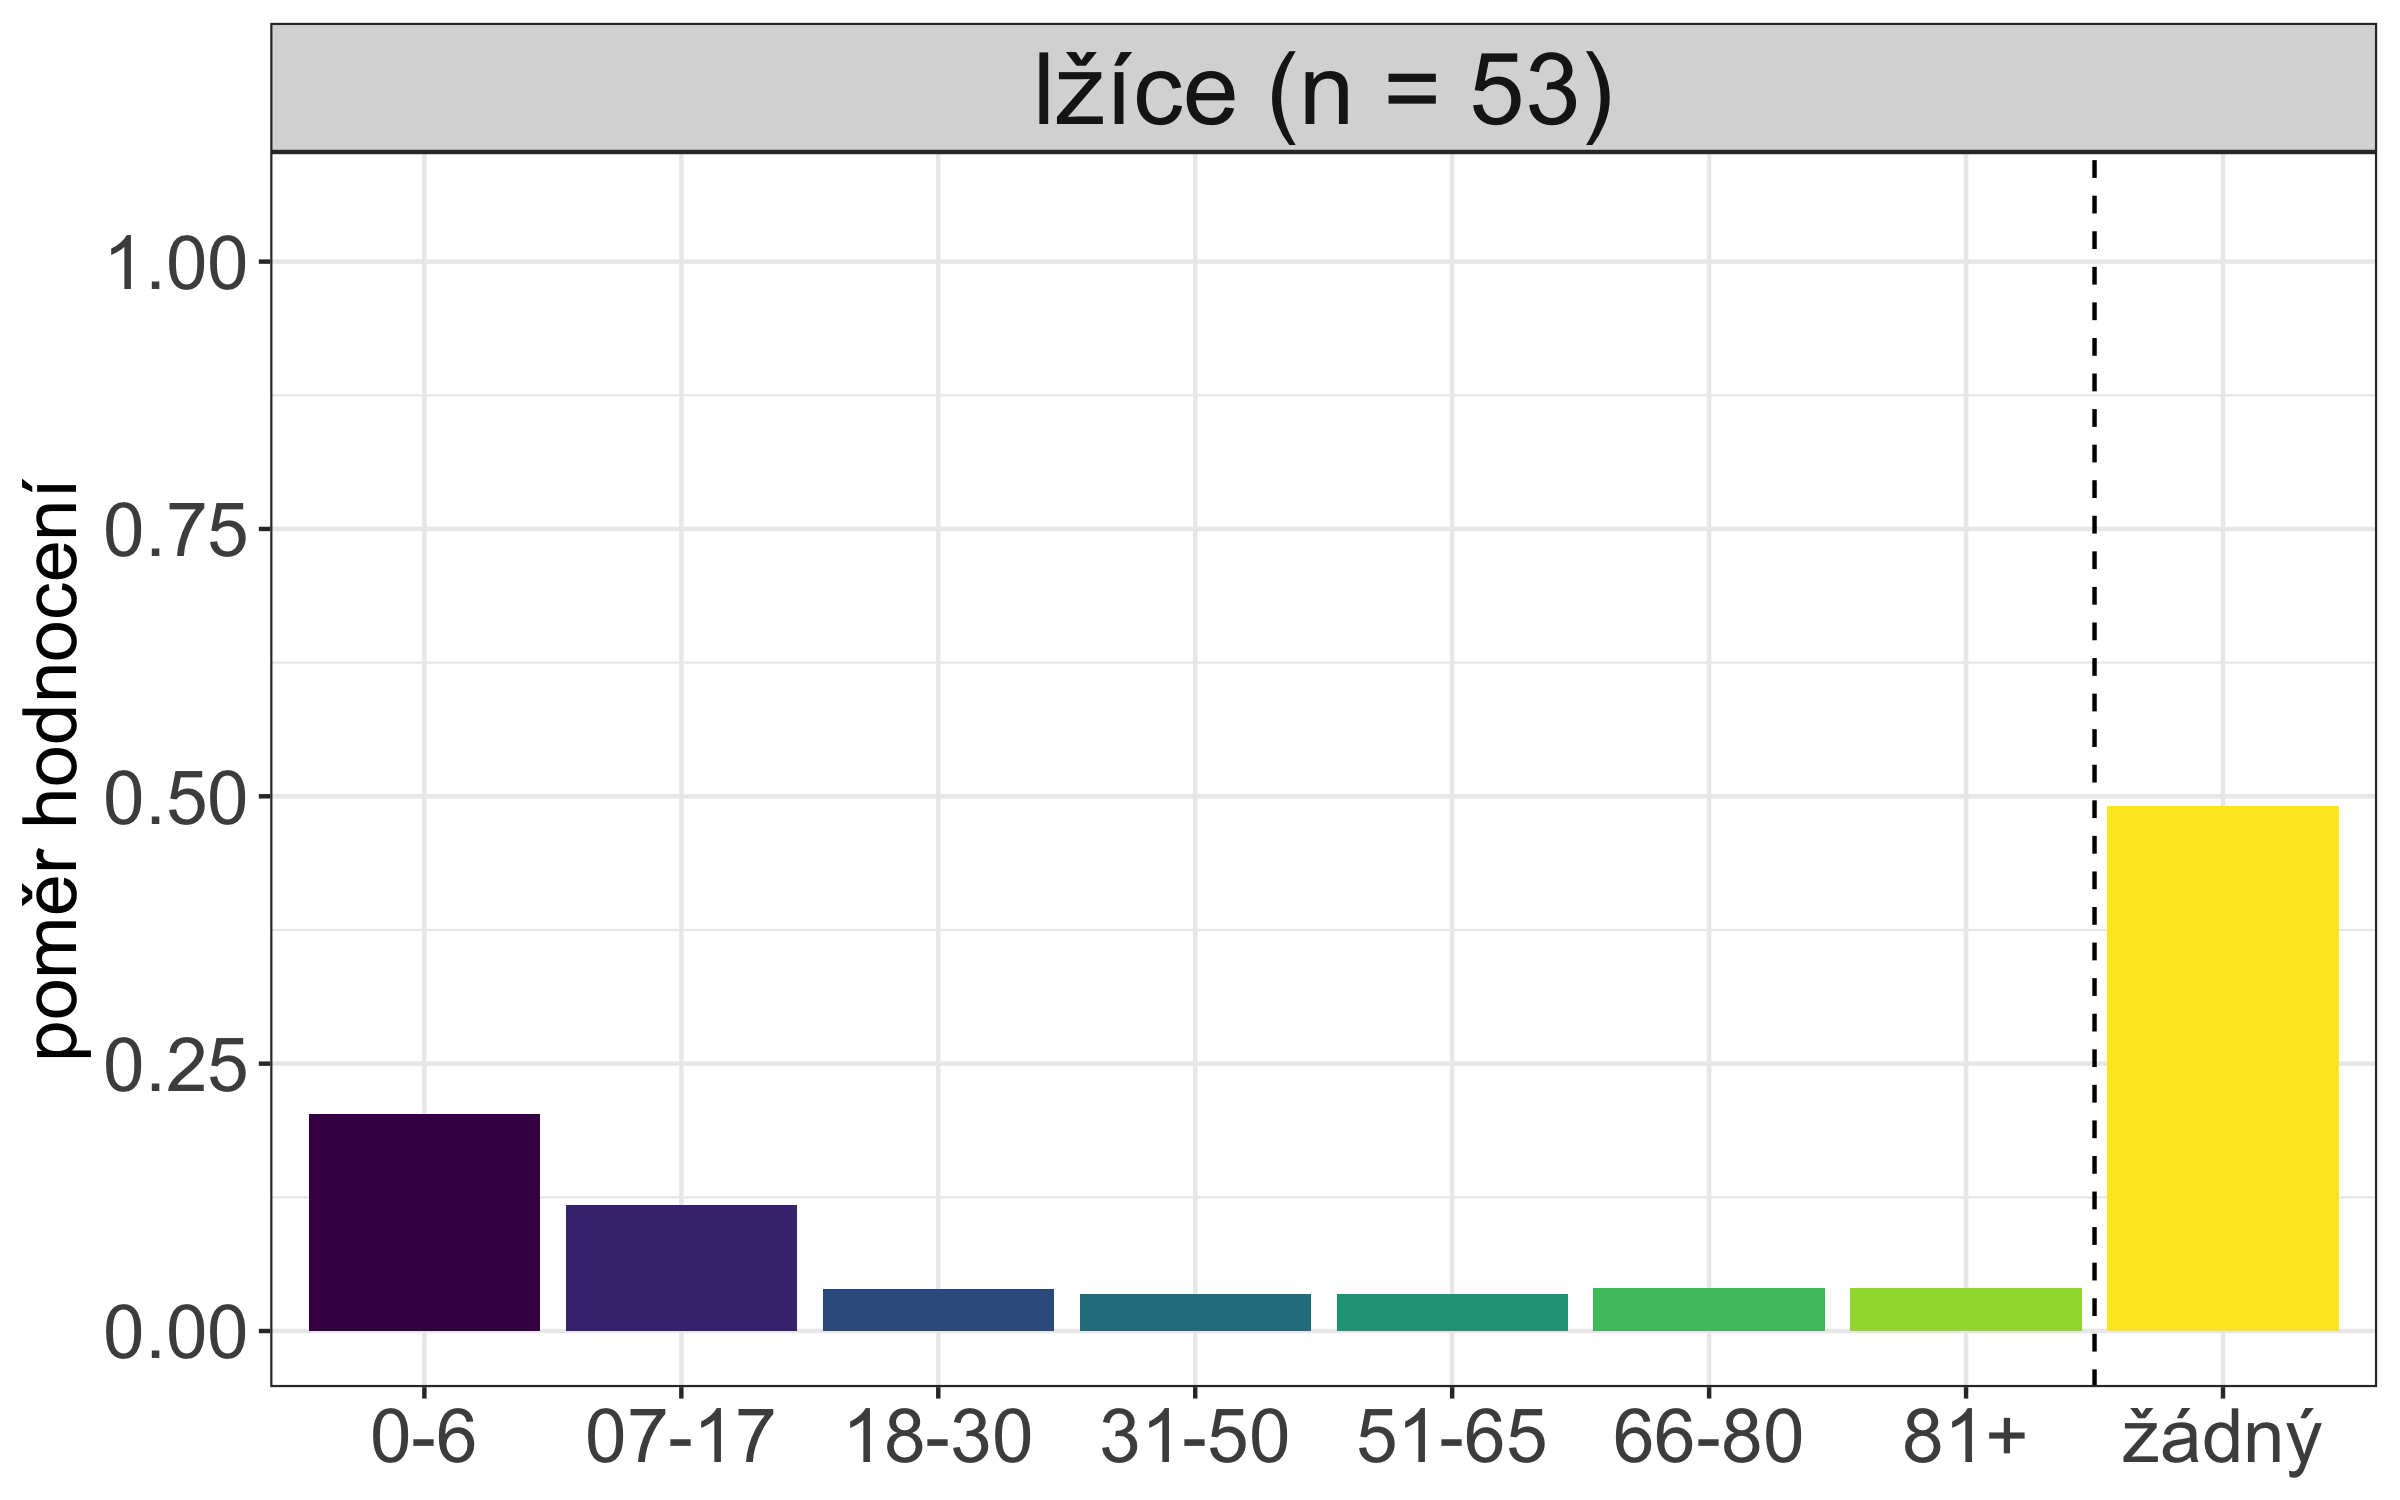 lžíce (n = 53)
poměr hodnocení
1.00
0.75
0.50
0.25
0.00
0-6 07-17 18-30 31-50 51-65 66-80 81+ žádný